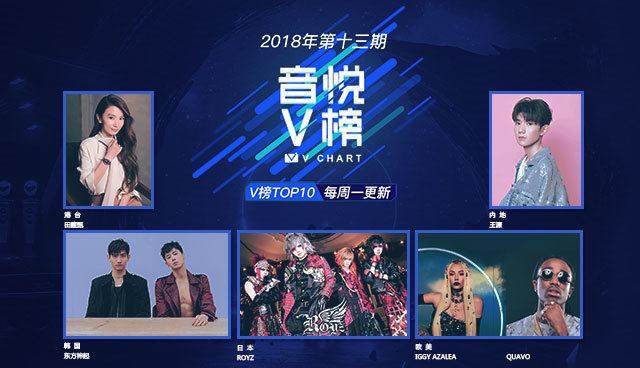 2018年第十三期
音悦
V榜
V CHART
V榜TOP10
每周一更新
港台
田馥甄
内地
王源
韩国
东方神起
日本
ROYZ
Royz
欧美
IGGY AZALEA
QUAVO